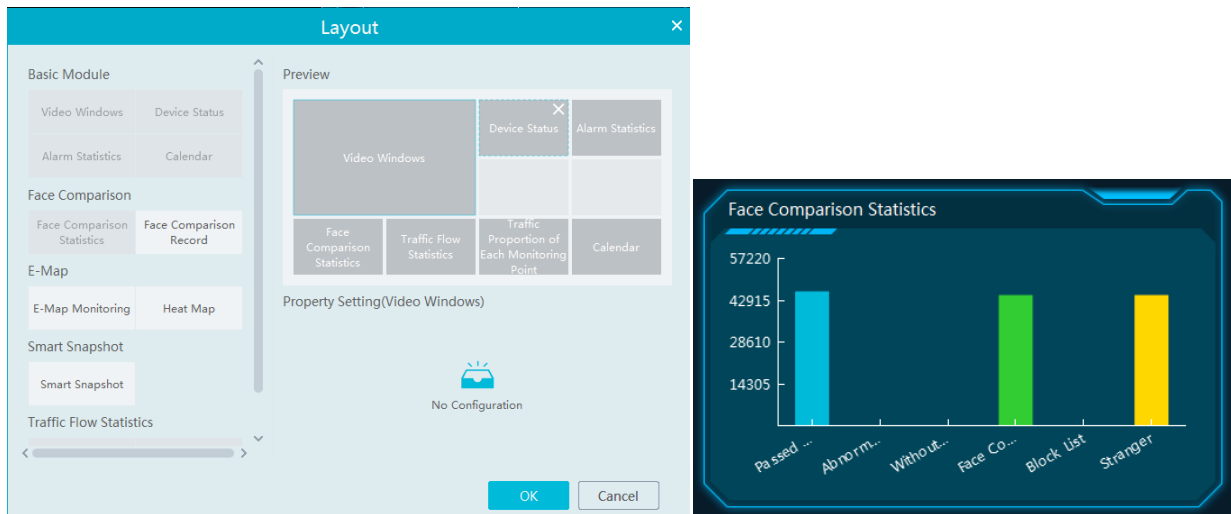 Layout
Basic Module
Video Windows
Device Status
Alarm Statistics
Calendar
Face Comparison
Face Comparison
Statistics
Face Comparison
Record
E-Map
E-Map Monitoring
Heat Map
Smart Snapshot
Smart Snapshot
Traffic Flow Statistics
Preview
Video Windows
Device Status
Alarm Statistics
Face
Comparison
Statistics
Traffic Flow
Statistics
Traffic
Proportion of
Each Monitoring
Point
Calendar
Property Setting(Video Windows)
No Configuration
OK
Cancel
Face Comparison Statistics
57220
42915
28610
14305
Passed ...
Abnorm...
Without...
Face Co...
Block List
Stranger